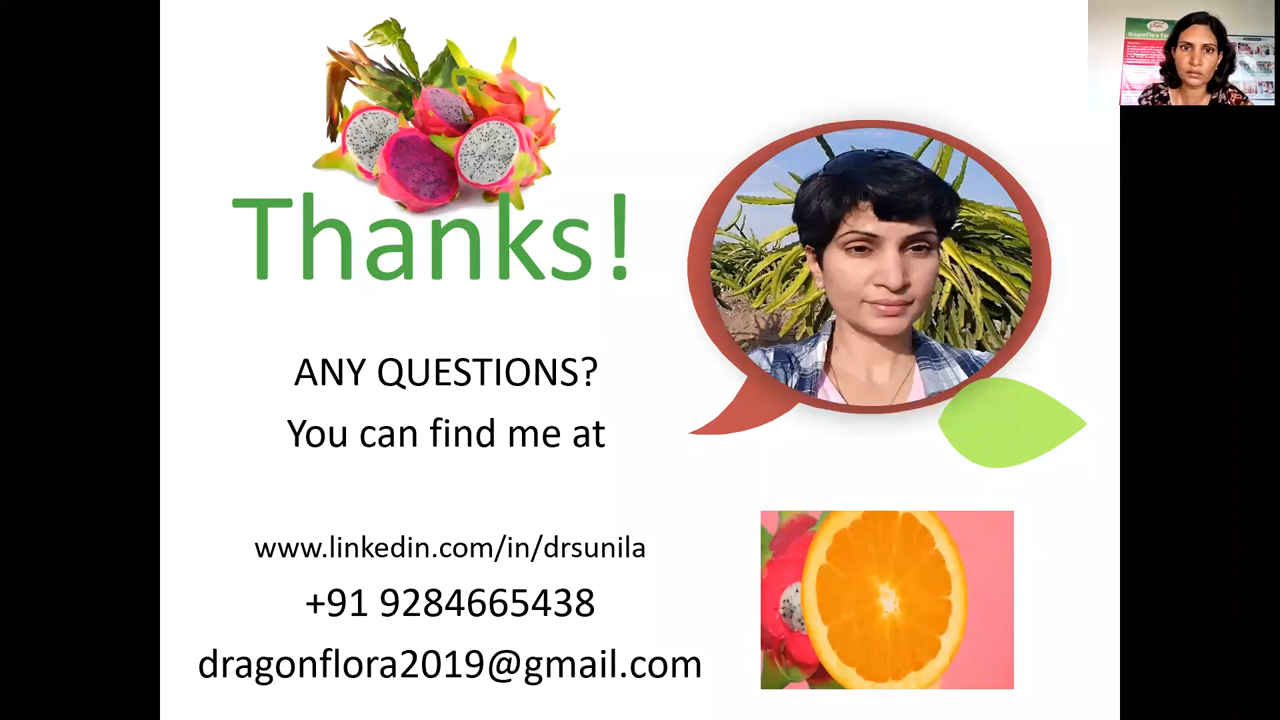 Thanks!
ANY QUESTIONS?
You can find me at
www.linkedin.com/in/drsunila
+91 9284665438
dragonflora2019@gmail.com